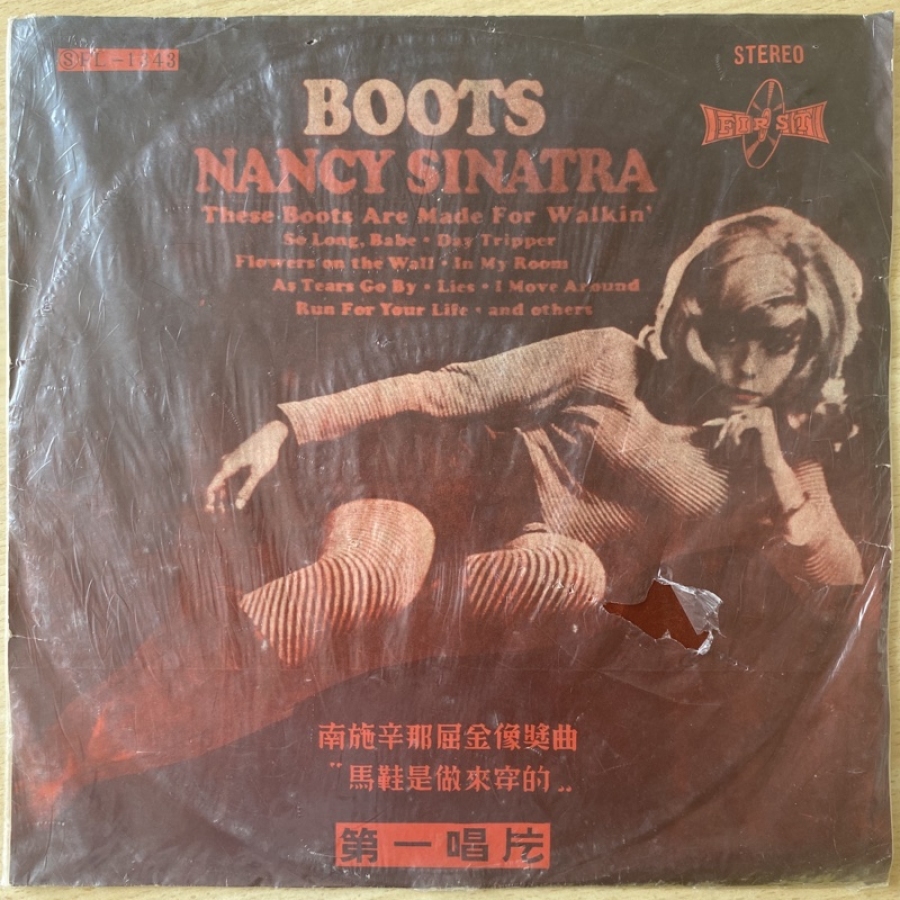 ⓈFL-1343
STEREO
FIRST
BOOTS
NANCY SINATRA
These Boots Are Made For Walkin'
So Long, Babe • Day Tripper
Flowers on the Wall • In My Room
As Tears Go By • Lies • I Move Around
Run For Your Life • and others
南施辛那屈金像獎曲
"馬鞋是做來穿的"
第一唱片